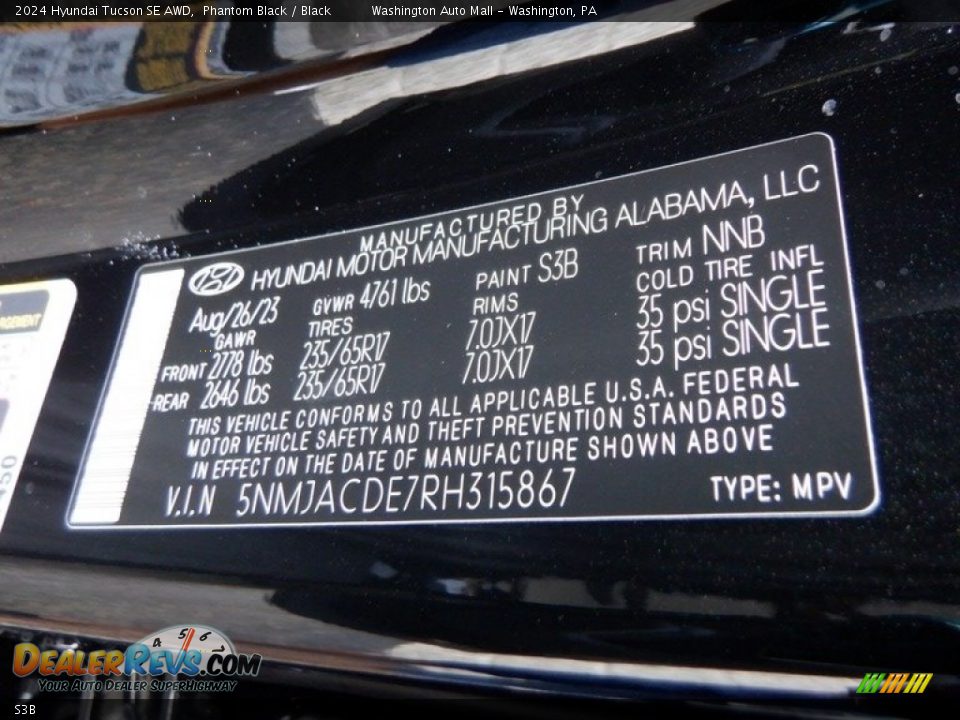 2024 Hyundai Tucson SE AWD, Phantom Black / Black Washington Auto Mall - Washington, PA
MANUFACTURED BY
HYUNDAI MOTOR MANUFACTURING ALABAMA, LLC
Aug/26/23 GVWR 4761 lbs PAINT S3B TRIM NNB
GAWR TIRES RIMS COLD TIRE INFL
FRONT 2778 lbs 235/65R17 7.0JX17 35 psi SINGLE
REAR 2646 lbs 235/65R17 7.0JX17 35 psi SINGLE
THIS VEHICLE CONFORMS TO ALL APPLICABLE U.S.A. FEDERAL
MOTOR VEHICLE SAFETY AND THEFT PREVENTION STANDARDS
IN EFFECT ON THE DATE OF MANUFACTURE SHOWN ABOVE
V.I.N 5NMJACDE7RH315867 TYPE: MPV
4 5 6 7
DEALERREVS.COM
YOUR AUTO DEALER SUPERHIGHWAY
S3B